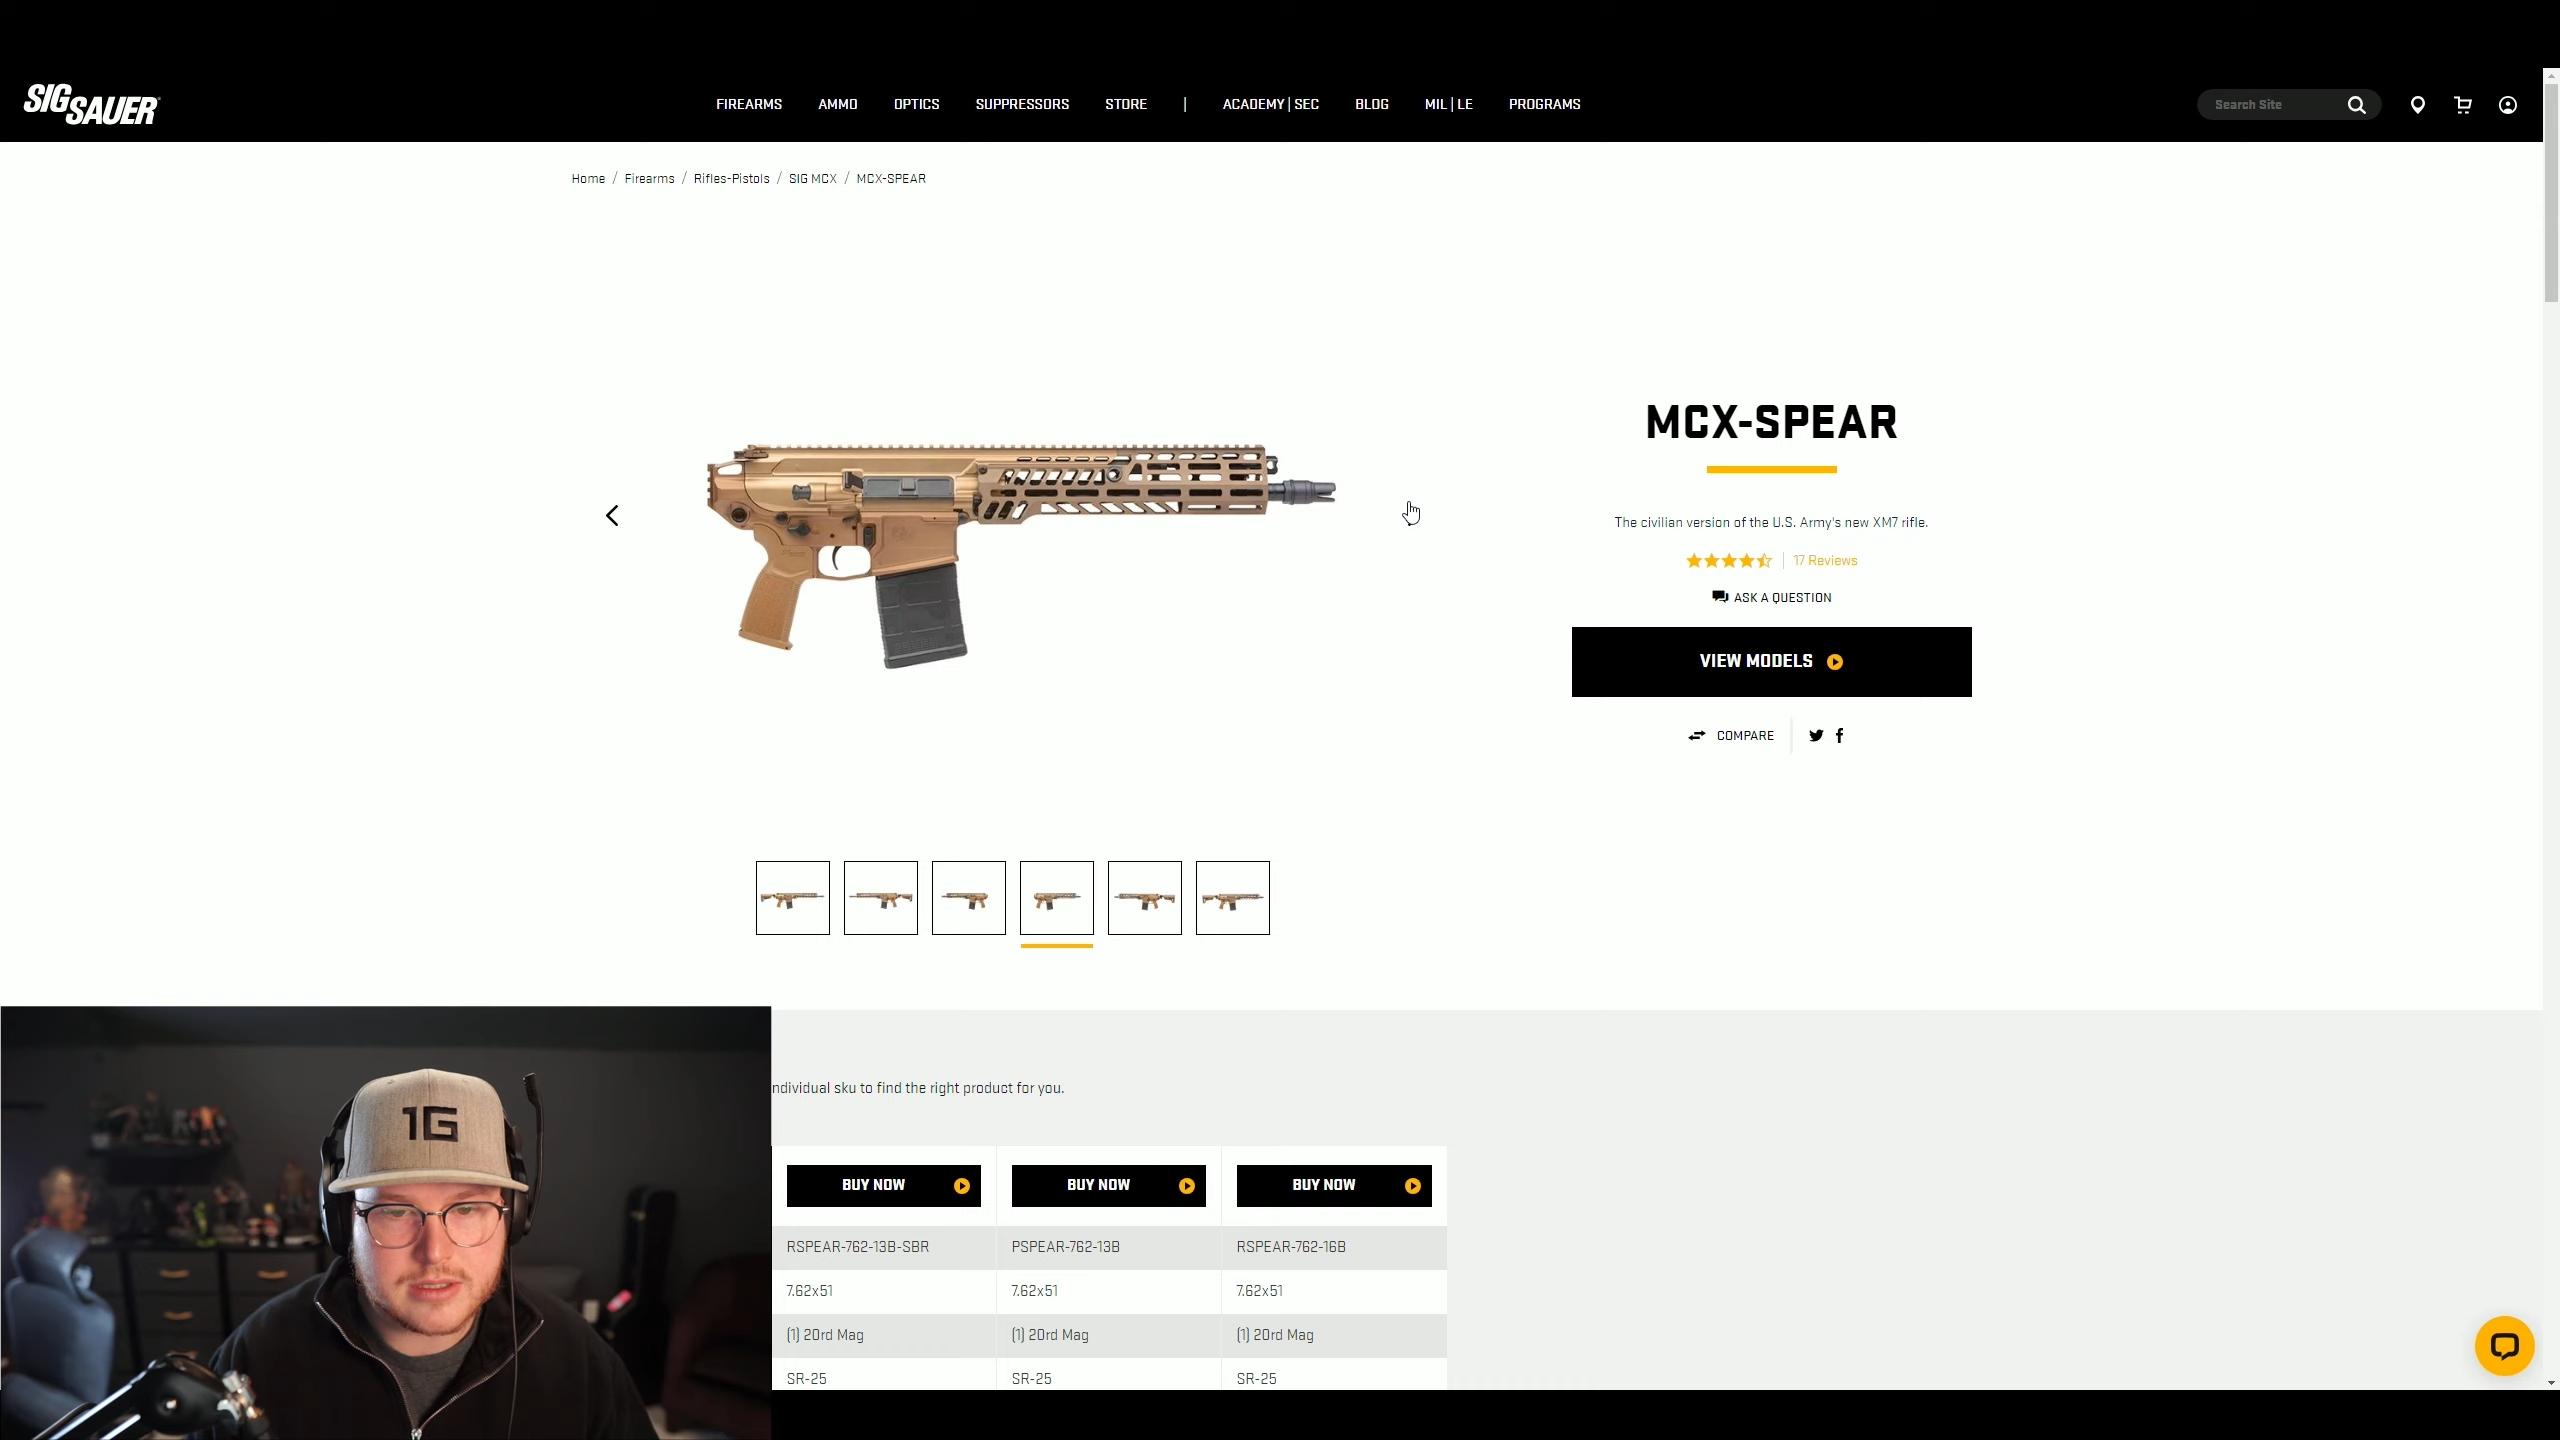 SIG SAUER
FIREARMS AMMO OPTICS SUPPRESSORS STORE | ACADEMY | SEC BLOG MIL | LE PROGRAMS
Search Site
Home / Firearms / Rifles-Pistols / SIG MCX / MCX-SPEAR
MCX-SPEAR
The civilian version of the U.S. Army's new XM7 rifle.
17 Reviews
ASK A QUESTION
VIEW MODELS
COMPARE
ndividual sku to find the right product for you.
1G
BUY NOW BUY NOW BUY NOW
RSPEAR-762-13B-SBR PSPEAR-762-13B RSPEAR-762-16B
7.62x51 7.62x51 7.62x51
(1) 20rd Mag (1) 20rd Mag (1) 20rd Mag
SR-25 SR-25 SR-25